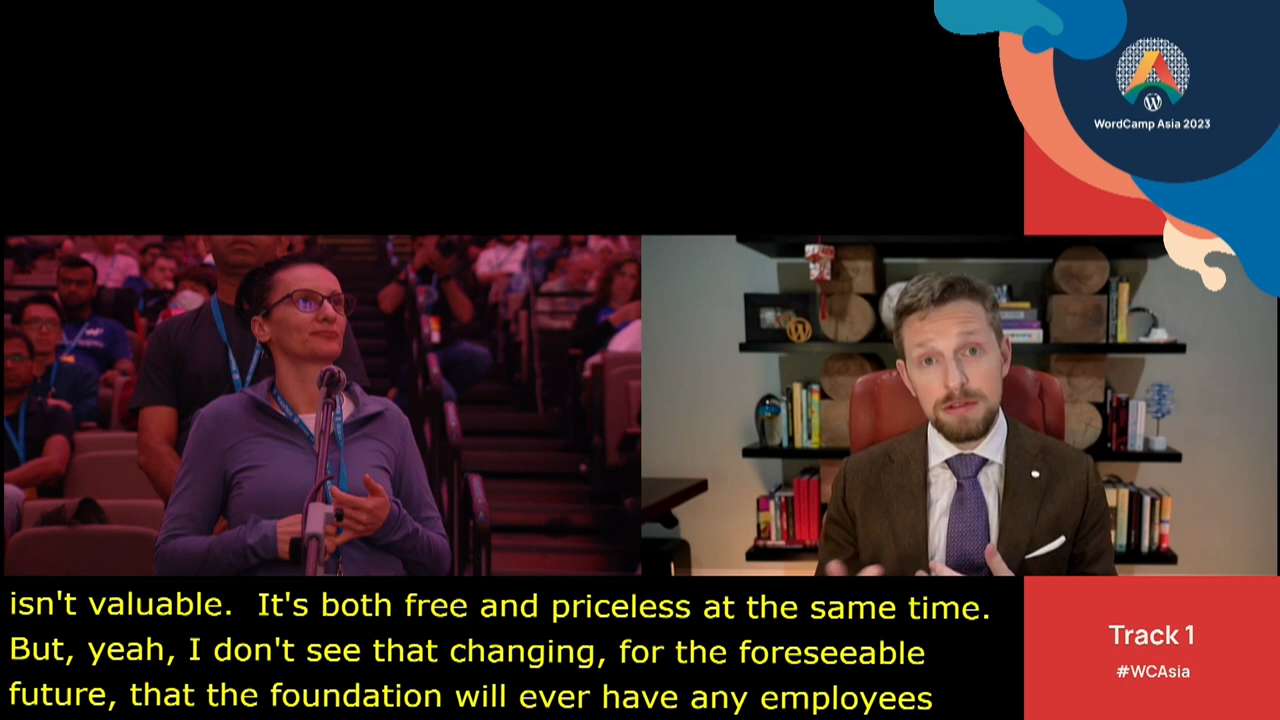 WordCamp Asia 2023
isn't valuable.  It's both free and priceless at the same time.
But, yeah, I don't see that changing, for the foreseeable
future, that the foundation will ever have any employees
Track 1
#WCAsia